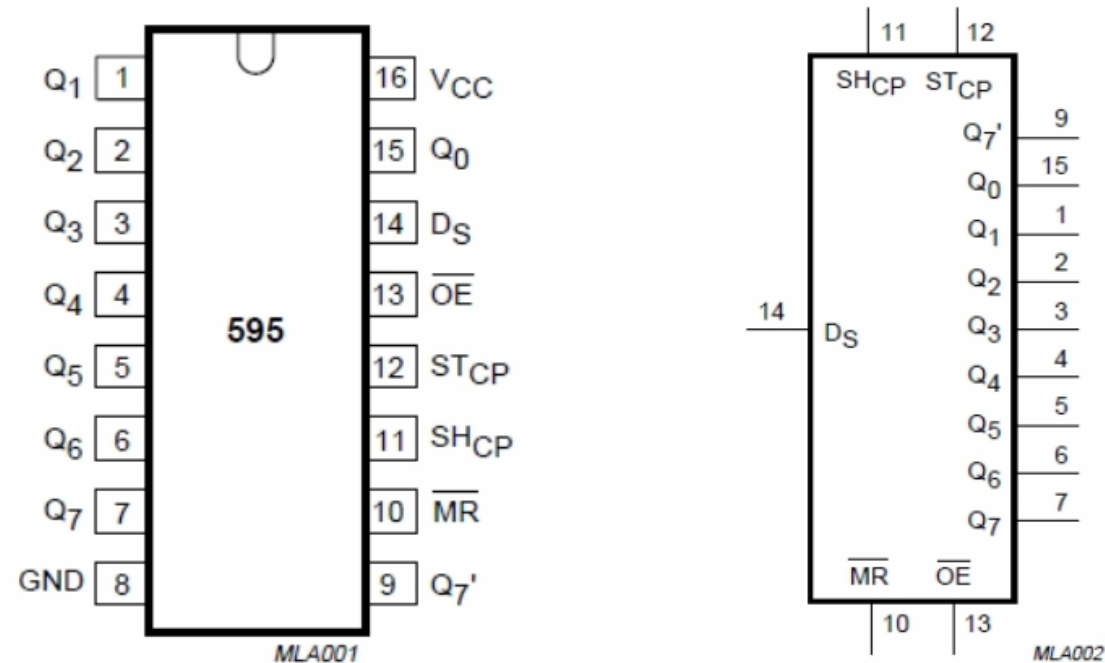 Q1 1 16 VCC
Q2 2 15 Q0
Q3 3 14 DS
Q4 4 13 OE
595
Q5 5 12 STCP
Q6 6 11 SHCP
Q7 7 10 MR
GND 8 9 Q7'
MLA001
11 12
SHCP STCP
Q7' 9
Q0 15
Q1 1
Q2 2
14 DS Q3 3
Q4 4
Q5 5
Q6 6
Q7 7
MR OE
10 13
MLA002